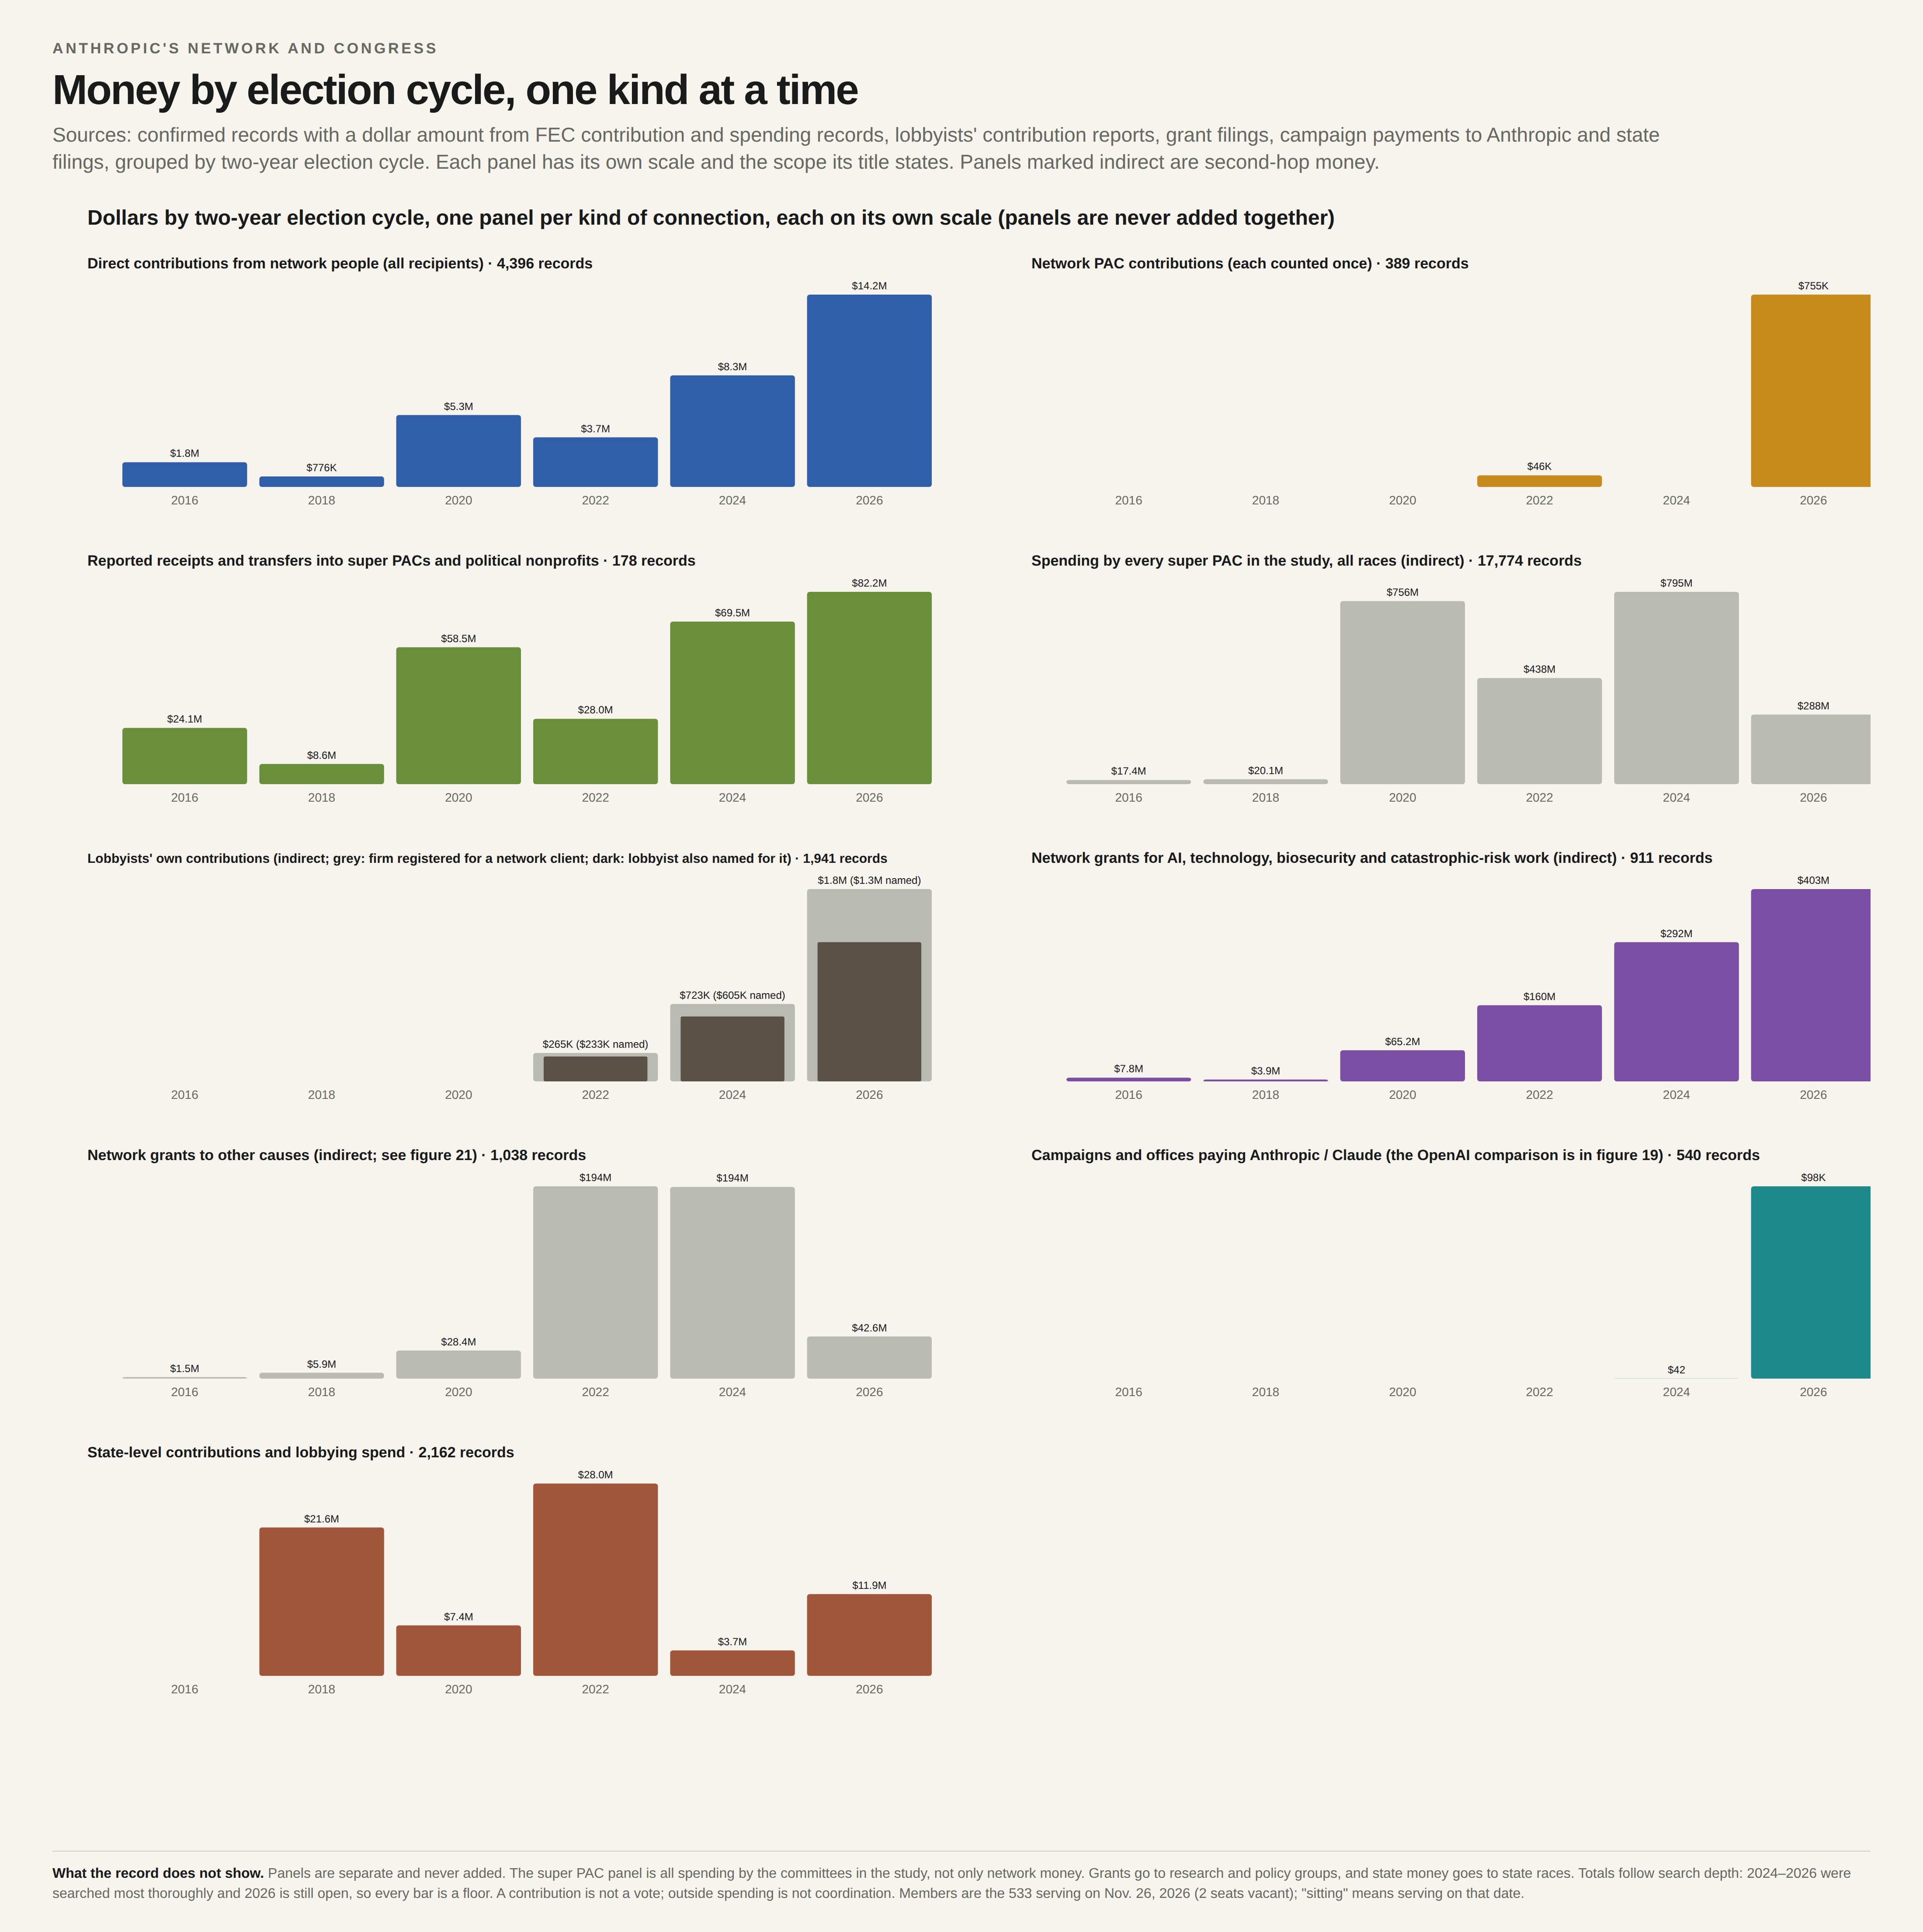 ANTHROPIC'S NETWORK AND CONGRESS
Money by election cycle, one kind at a time
Sources: confirmed records with a dollar amount from FEC contribution and spending records, lobbyists' contribution reports, grant filings, campaign payments to Anthropic and state
filings, grouped by two-year election cycle. Each panel has its own scale and the scope its title states. Panels marked indirect are second-hop money.
Dollars by two-year election cycle, one panel per kind of connection, each on its own scale (panels are never added together)
Direct contributions from network people (all recipients) · 4,396 records
$14.2M
$8.3M
$5.3M
$3.7M
$1.8M
$776K
2016 2018 2020 2022 2024 2026
Network PAC contributions (each counted once) · 389 records
$755K
$46K
2016 2018 2020 2022 2024 2026
Reported receipts and transfers into super PACs and political nonprofits · 178 records
$82.2M
$69.5M
$58.5M
$28.0M
$24.1M
$8.6M
2016 2018 2020 2022 2024 2026
Spending by every super PAC in the study, all races (indirect) · 17,774 records
$795M
$756M
$438M
$288M
$17.4M $20.1M
2016 2018 2020 2022 2024 2026
Lobbyists' own contributions (indirect; grey: firm registered for a network client; dark: lobbyist also named for it) · 1,941 records
$1.8M ($1.3M named)
$723K ($605K named)
$265K ($233K named)
2016 2018 2020 2022 2024 2026
Network grants for AI, technology, biosecurity and catastrophic-risk work (indirect) · 911 records
$403M
$292M
$160M
$65.2M
$7.8M $3.9M
2016 2018 2020 2022 2024 2026
Network grants to other causes (indirect; see figure 21) · 1,038 records
$194M $194M
$42.6M
$28.4M
$1.5M $5.9M
2016 2018 2020 2022 2024 2026
Campaigns and offices paying Anthropic / Claude (the OpenAI comparison is in figure 19) · 540 records
$98K
$42
2016 2018 2020 2022 2024 2026
State-level contributions and lobbying spend · 2,162 records
$28.0M
$21.6M
$11.9M
$7.4M
$3.7M
2016 2018 2020 2022 2024 2026
What the record does not show. Panels are separate and never added. The super PAC panel is all spending by the committees in the study, not only network money. Grants go to research and policy groups, and state money goes to state races. Totals follow search depth: 2024–2026 were
searched most thoroughly and 2026 is still open, so every bar is a floor. A contribution is not a vote; outside spending is not coordination. Members are the 533 serving on Nov. 26, 2026 (2 seats vacant); "sitting" means serving on that date.